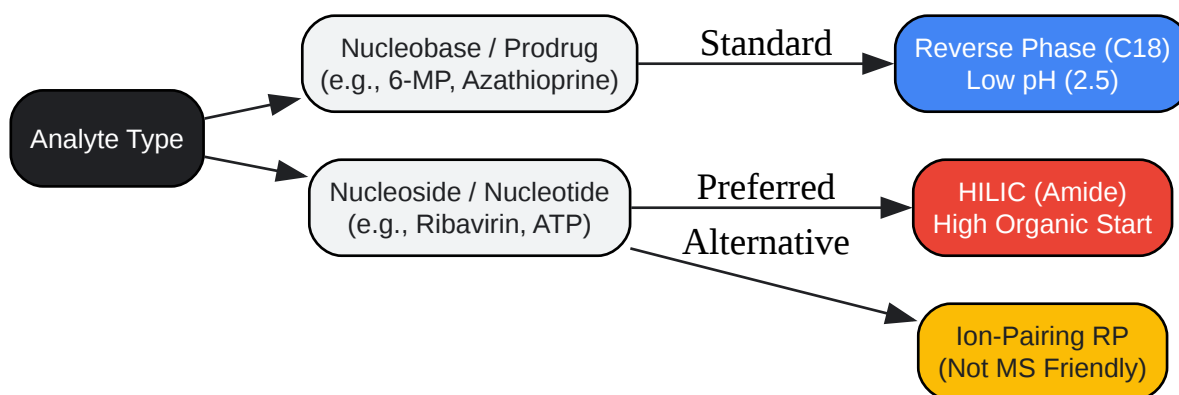 Nucleobase / Prodrug
(e.g., 6-MP, Azathioprine)
Standard
Reverse Phase (C18)
Low pH (2.5)
Analyte Type
Nucleoside / Nucleotide
(e.g., Ribavirin, ATP)
Preferred
HILIC (Amide)
High Organic Start
Alternative
Ion-Pairing RP
(Not MS Friendly)